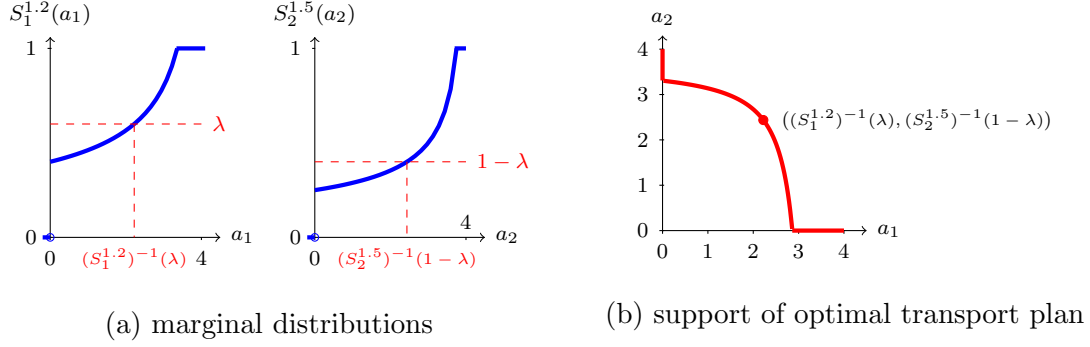 S_1^{1.2}(a_1)
1
λ
0
0
(S_1^{1.2})^{-1}(λ)
4
a_1
S_2^{1.5}(a_2)
1
1 − λ
4
0
0
(S_2^{1.5})^{-1}(1 − λ)
a_2
(a) marginal distributions
a_2
4
3
2
1
0
0
1
2
3
4
a_1
((S_1^{1.2})^{-1}(λ), (S_2^{1.5})^{-1}(1 − λ))
(b) support of optimal transport plan